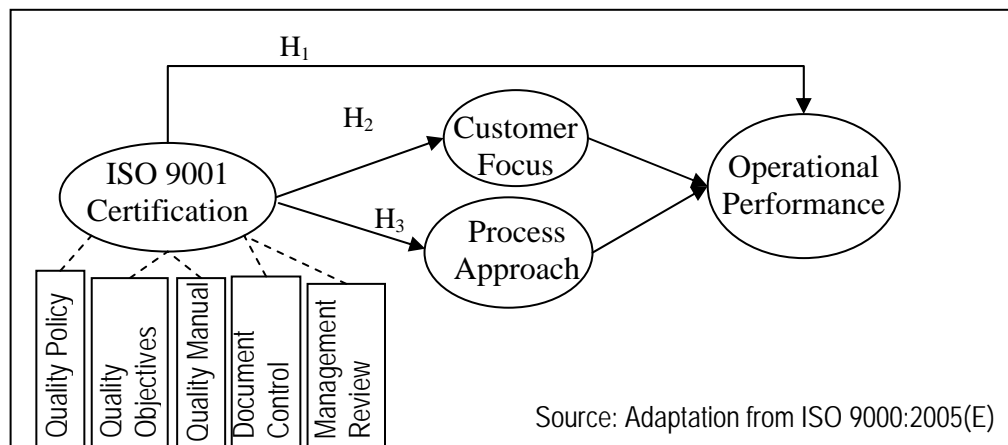 H₁
H₂
Customer
Focus
ISO 9001
Certification
Operational
Performance
H₃
Process
Approach
Quality Policy
Quality
Objectives
Quality Manual
Document
Control
Management
Review
Source: Adaptation from ISO 9000:2005(E)